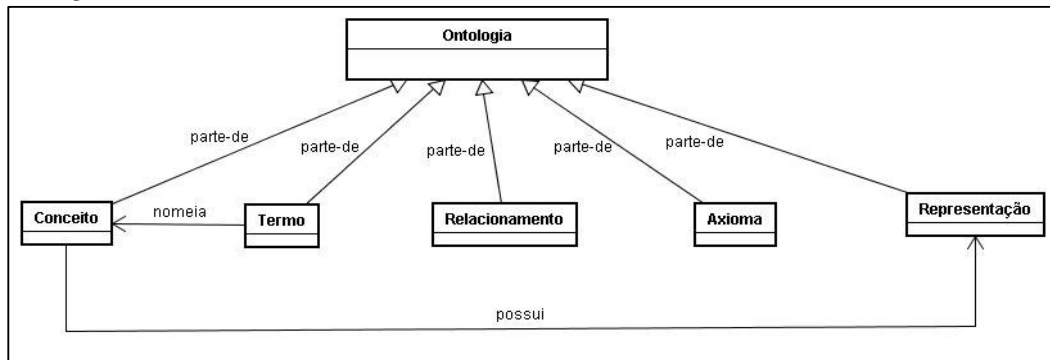 Ontologia
parte-de
parte-de
parte-de
parte-de
parte-de
Conceito
nomeia
Termo
Relacionamento
Axioma
Representação
possui